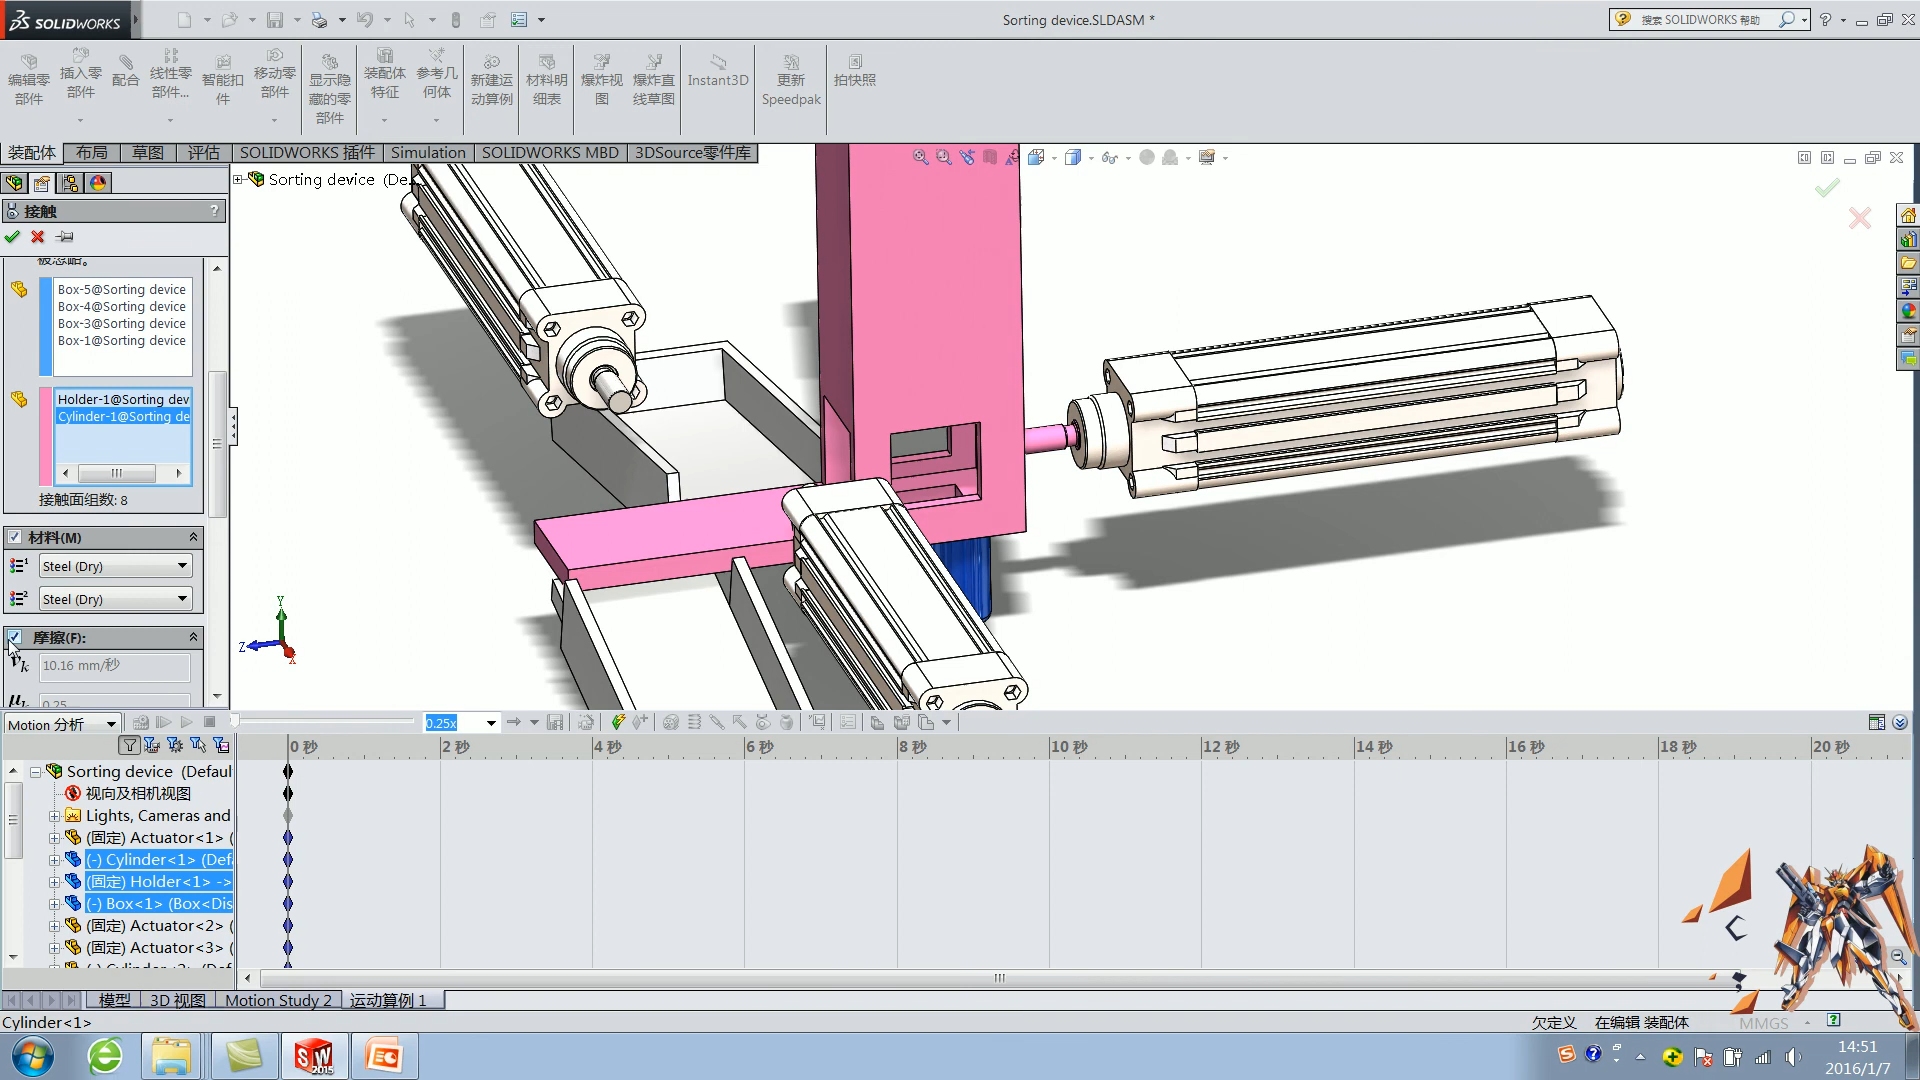 SOLIDWORKS
Sorting device.SLDASM *
搜索 SOLIDWORKS 帮助
编辑零部件
插入零部件
配合
线性零部件...
智能扣件
移动零部件
显示隐藏的零部件
装配体特征
参考几何体
新建运动算例
材料明细表
爆炸视图
爆炸直线草图
Instant3D
更新 Speedpak
拍快照
装配体
布局
草图
评估
SOLIDWORKS 插件
Simulation
SOLIDWORKS MBD
3DSource零件库
Sorting device (De...
接触
?
被忽略。
Box-5@Sorting device
Box-4@Sorting device
Box-3@Sorting device
Box-1@Sorting device
Holder-1@Sorting dev
Cylinder-1@Sorting de
接触面组数: 8
材料(M)
Steel (Dry)
Steel (Dry)
摩擦(F):
10.16 mm/秒
0.25
Y
Z
X
Motion 分析
0.25x
0 秒
2 秒
4 秒
6 秒
8 秒
10 秒
12 秒
14 秒
16 秒
18 秒
20 秒
Sorting device (Defaul
视向及相机视图
Lights, Cameras and
(固定) Actuator<1> (
(-) Cylinder<1> (Def
(固定) Holder<1> ->
(-) Box<1> (Box<Dis
(固定) Actuator<2> (
(固定) Actuator<3> (
模型
3D 视图
Motion Study 2
运动算例 1
Cylinder<1>
欠定义
在编辑 装配体
MMGS
14:51
2016/1/7